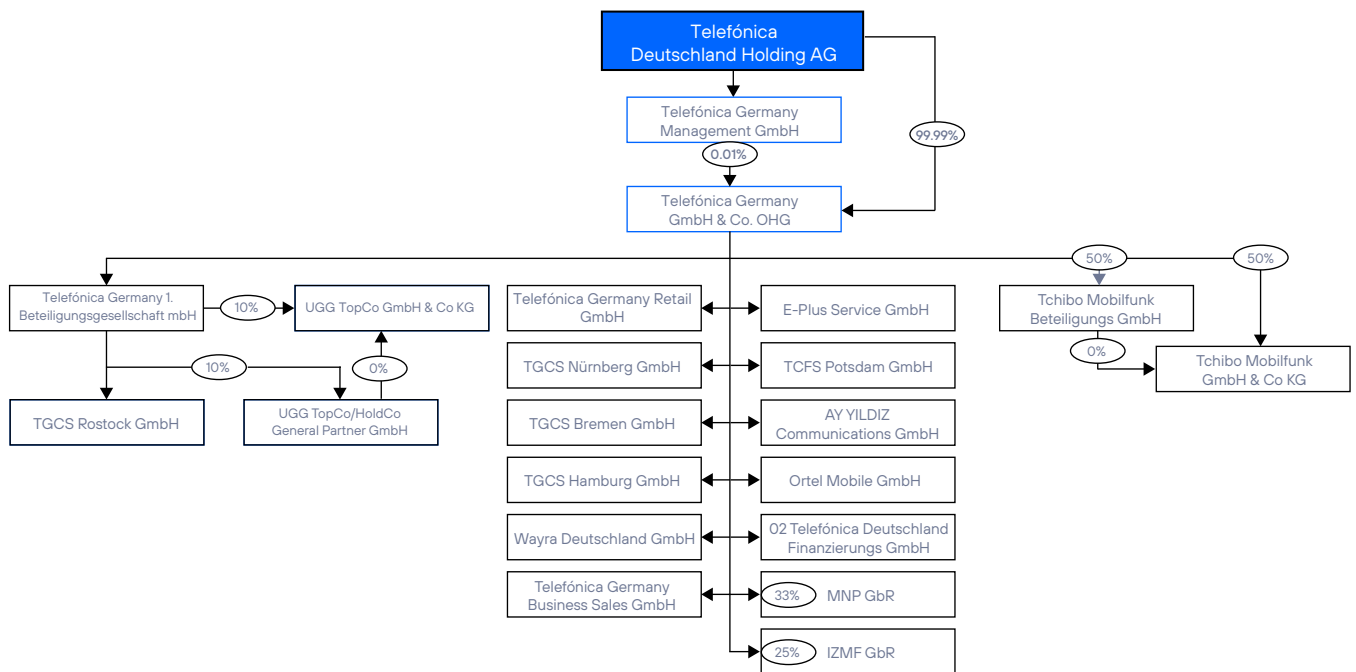 Telefónica
Deutschland Holding AG
Telefónica Germany
Management GmbH
99.99%
0.01%
Telefónica Germany
GmbH & Co. OHG
50%
50%
Telefónica Germany 1.
Beteiligungsgesellschaft mbH
10%
UGG TopCo GmbH & Co KG
Telefónica Germany Retail
GmbH
E-Plus Service GmbH
Tchibo Mobilfunk
Beteiligungs GmbH
10%
0%
TGCS Nürnberg GmbH
TCFS Potsdam GmbH
0%
Tchibo Mobilfunk
GmbH & Co KG
TGCS Rostock GmbH
UGG TopCo/HoldCo
General Partner GmbH
TGCS Bremen GmbH
AY YILDIZ
Communications GmbH
TGCS Hamburg GmbH
Ortel Mobile GmbH
Wayra Deutschland GmbH
02 Telefónica Deutschland
Finanzierungs GmbH
Telefónica Germany
Business Sales GmbH
33%
MNP GbR
25%
IZMF GbR